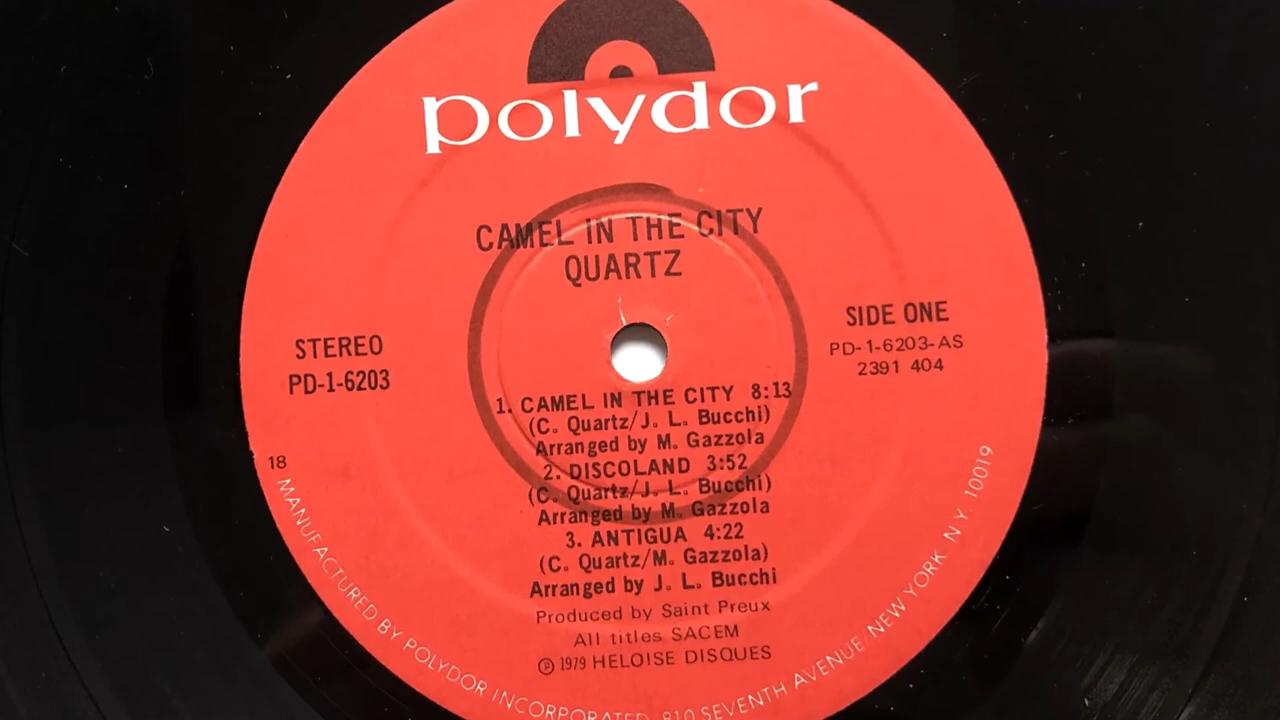 polydor
CAMEL IN THE CITY
QUARTZ
STEREO
PD-1-6203
SIDE ONE
PD-1-6203-AS
2391 404
1. CAMEL IN THE CITY 8:13
(C. Quartz/J. L. Bucchi)
Arranged by M. Gazzola
2. DISCOLAND 3:52
(C. Quartz/J. L. Bucchi)
Arranged by M. Gazzola
3. ANTIGUA 4:22
(C. Quartz/M. Gazzola)
Arranged by J. L. Bucchi
Produced by Saint Preux
All titles SACEM
℗ 1979 HELOISE DISQUES
18
MANUFACTURED BY POLYDOR INCORPORATED, 810 SEVENTH AVENUE/NEW YORK N.Y. 10019